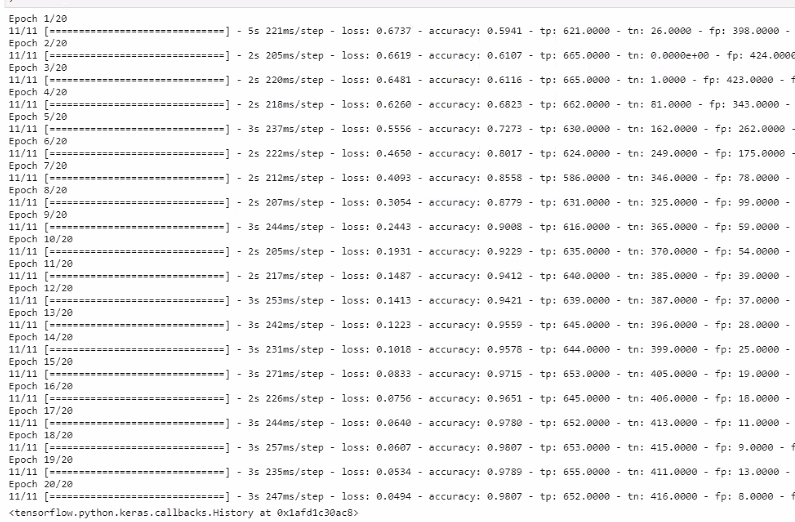 Epoch 1/20
11/11 [==============================] - 5s 221ms/step - loss: 0.6737 - accuracy: 0.5941 - tp: 621.0000 - tn: 26.0000 - fp: 398.0000 -
Epoch 2/20
11/11 [==============================] - 2s 205ms/step - loss: 0.6619 - accuracy: 0.6107 - tp: 665.0000 - tn: 0.0000e+00 - fp: 424.0000
Epoch 3/20
11/11 [==============================] - 2s 220ms/step - loss: 0.6481 - accuracy: 0.6116 - tp: 665.0000 - tn: 1.0000 - fp: 423.0000 - f
Epoch 4/20
11/11 [==============================] - 2s 218ms/step - loss: 0.6260 - accuracy: 0.6823 - tp: 662.0000 - tn: 81.0000 - fp: 343.0000 -
Epoch 5/20
11/11 [==============================] - 3s 237ms/step - loss: 0.5556 - accuracy: 0.7273 - tp: 630.0000 - tn: 162.0000 - fp: 262.0000 -
Epoch 6/20
11/11 [==============================] - 2s 222ms/step - loss: 0.4650 - accuracy: 0.8017 - tp: 624.0000 - tn: 249.0000 - fp: 175.0000 -
Epoch 7/20
11/11 [==============================] - 2s 212ms/step - loss: 0.4093 - accuracy: 0.8558 - tp: 586.0000 - tn: 346.0000 - fp: 78.0000 -
Epoch 8/20
11/11 [==============================] - 2s 207ms/step - loss: 0.3054 - accuracy: 0.8779 - tp: 631.0000 - tn: 325.0000 - fp: 99.0000 -
Epoch 9/20
11/11 [==============================] - 3s 244ms/step - loss: 0.2443 - accuracy: 0.9008 - tp: 616.0000 - tn: 365.0000 - fp: 59.0000 -
Epoch 10/20
11/11 [==============================] - 2s 205ms/step - loss: 0.1931 - accuracy: 0.9229 - tp: 635.0000 - tn: 370.0000 - fp: 54.0000 -
Epoch 11/20
11/11 [==============================] - 2s 217ms/step - loss: 0.1487 - accuracy: 0.9412 - tp: 640.0000 - tn: 385.0000 - fp: 39.0000 -
Epoch 12/20
11/11 [==============================] - 3s 253ms/step - loss: 0.1413 - accuracy: 0.9421 - tp: 639.0000 - tn: 387.0000 - fp: 37.0000 -
Epoch 13/20
11/11 [==============================] - 3s 242ms/step - loss: 0.1223 - accuracy: 0.9559 - tp: 645.0000 - tn: 396.0000 - fp: 28.0000 -
Epoch 14/20
11/11 [==============================] - 3s 231ms/step - loss: 0.1018 - accuracy: 0.9578 - tp: 644.0000 - tn: 399.0000 - fp: 25.0000 -
Epoch 15/20
11/11 [==============================] - 3s 271ms/step - loss: 0.0833 - accuracy: 0.9715 - tp: 653.0000 - tn: 405.0000 - fp: 19.0000 -
Epoch 16/20
11/11 [==============================] - 2s 226ms/step - loss: 0.0756 - accuracy: 0.9651 - tp: 645.0000 - tn: 406.0000 - fp: 18.0000 -
Epoch 17/20
11/11 [==============================] - 3s 244ms/step - loss: 0.0640 - accuracy: 0.9780 - tp: 652.0000 - tn: 413.0000 - fp: 11.0000 -
Epoch 18/20
11/11 [==============================] - 3s 257ms/step - loss: 0.0607 - accuracy: 0.9807 - tp: 653.0000 - tn: 415.0000 - fp: 9.0000 - f
Epoch 19/20
11/11 [==============================] - 3s 235ms/step - loss: 0.0534 - accuracy: 0.9789 - tp: 655.0000 - tn: 411.0000 - fp: 13.0000 -
Epoch 20/20
11/11 [==============================] - 3s 247ms/step - loss: 0.0494 - accuracy: 0.9807 - tp: 652.0000 - tn: 416.0000 - fp: 8.0000 - f
<tensorflow.python.keras.callbacks.History at 0x1afd1c30ac8>